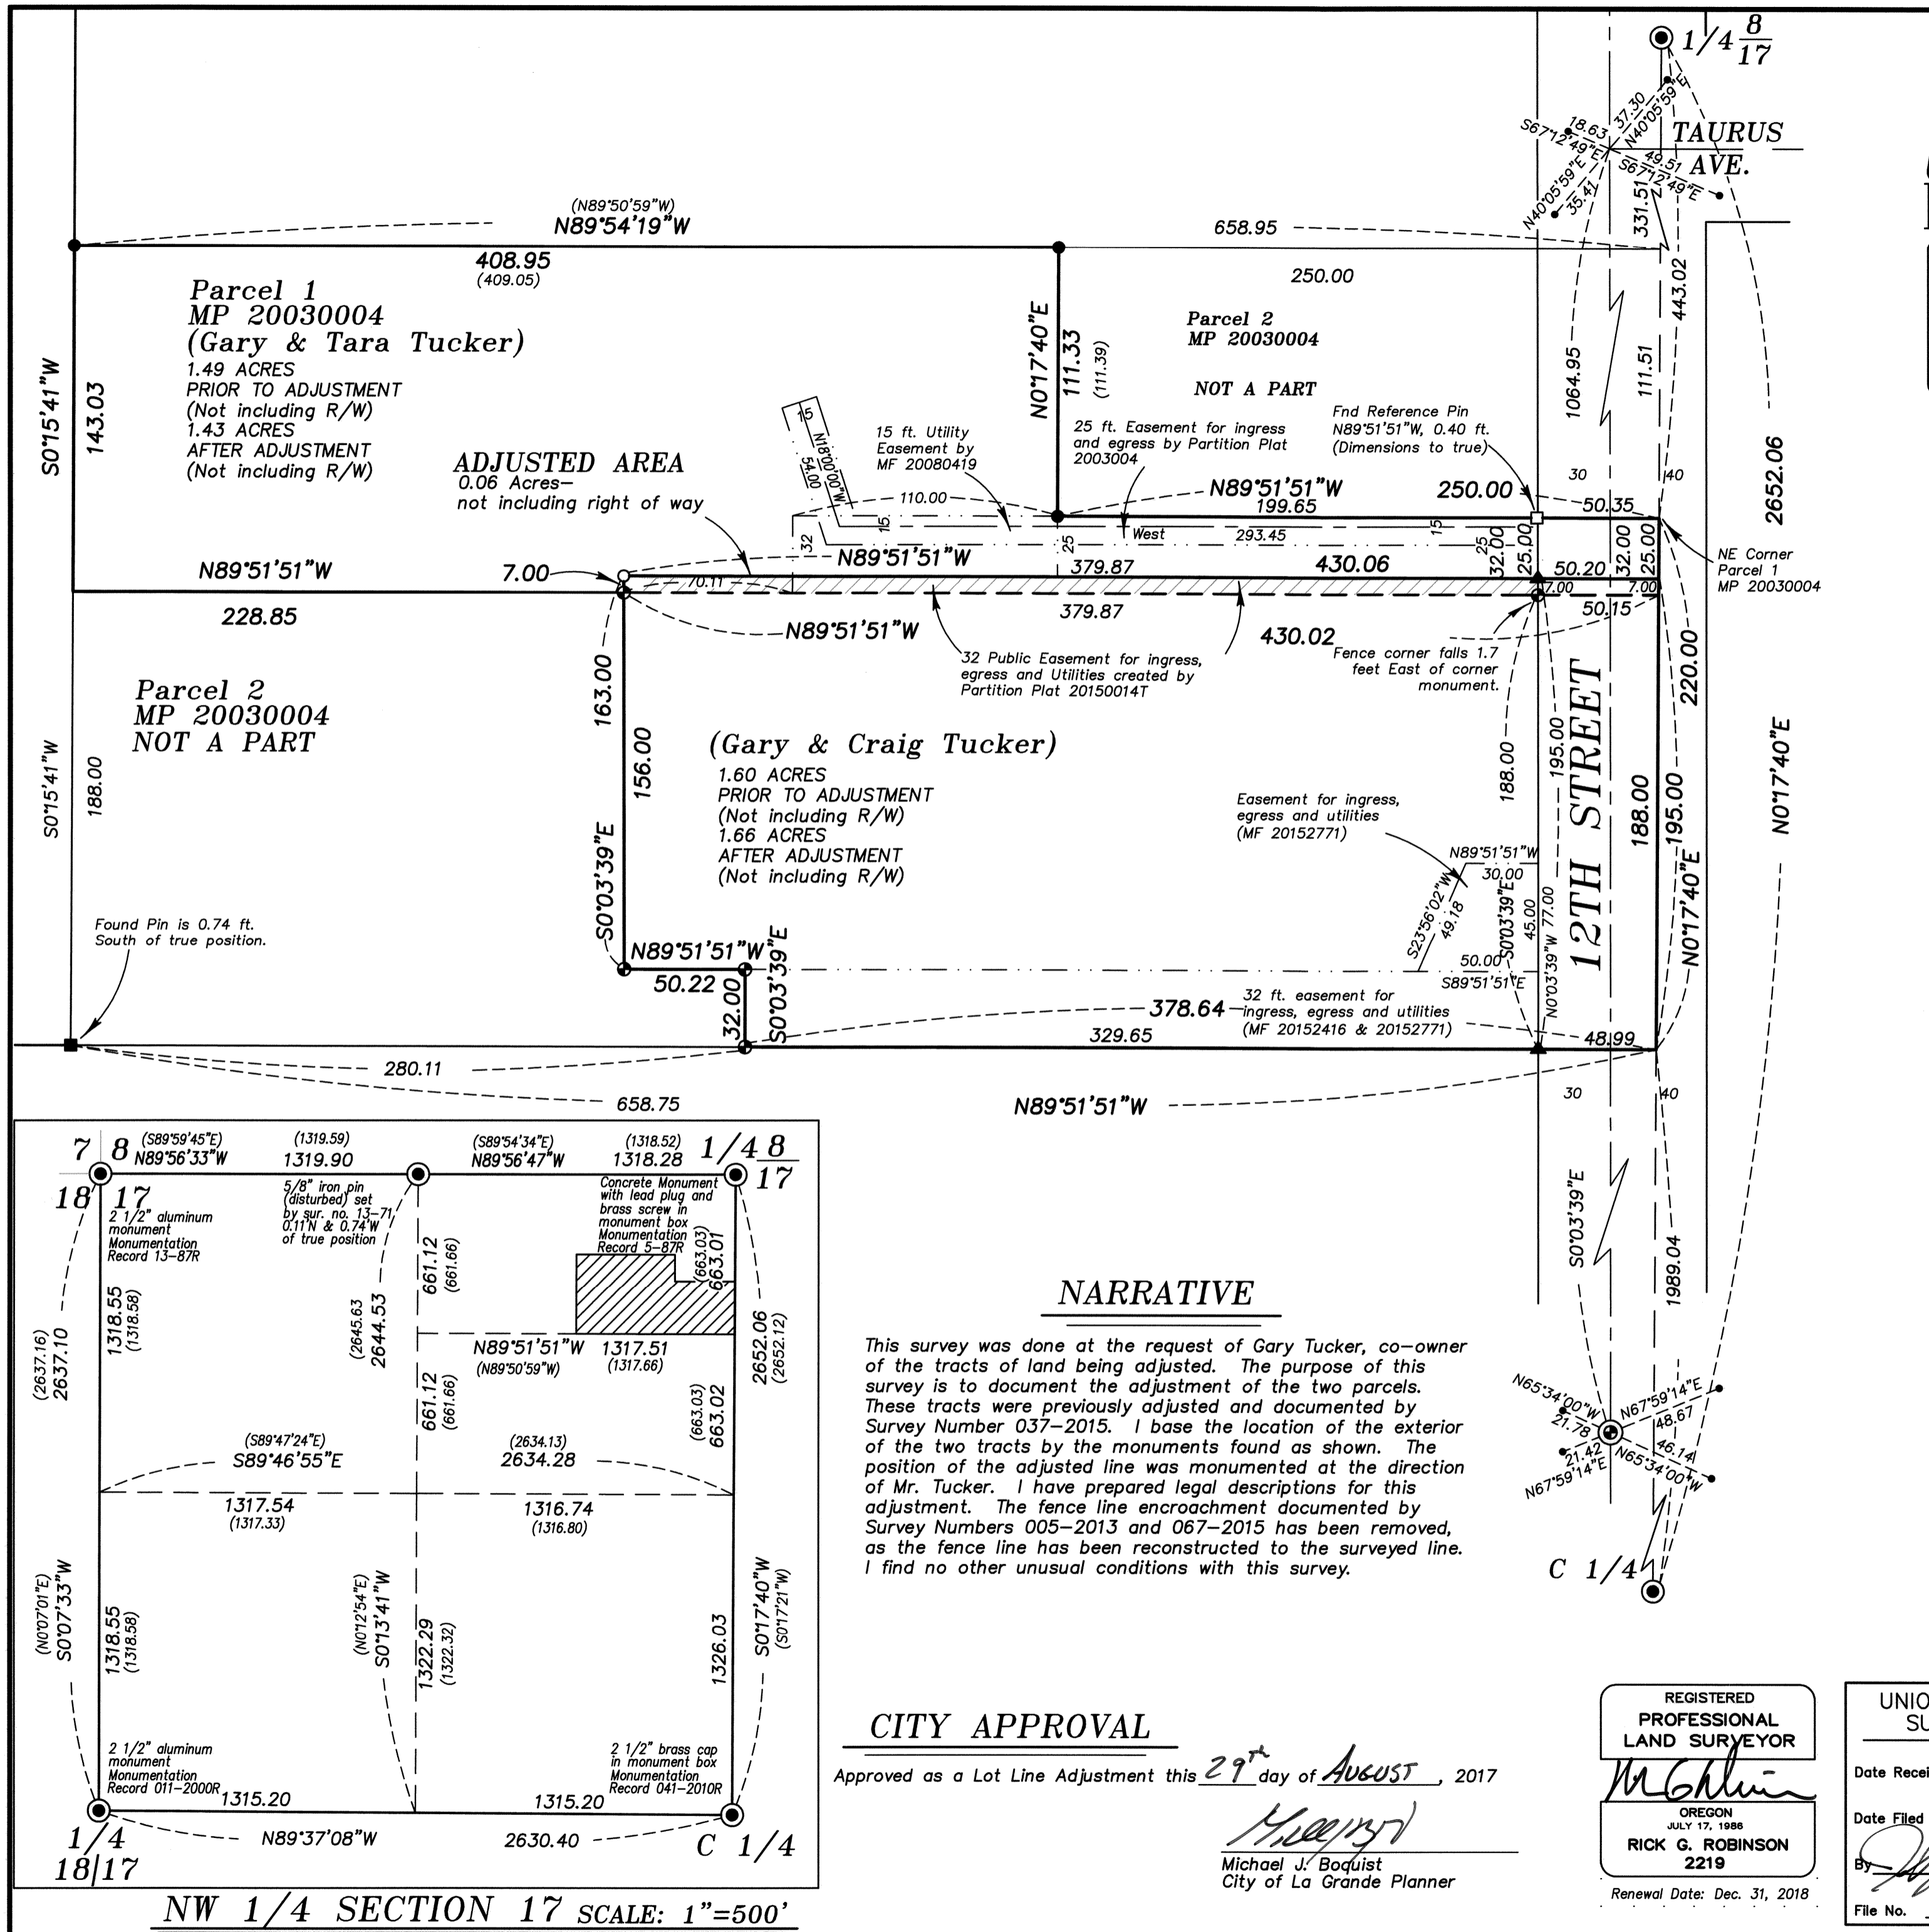 1/4 8
17
TAURUS
AVE.
18.63
S67°12'49"E
37.30
N40°05'59"E
49.51
S67°12'49"E
N40°05'59"E
35.41
331.51
443.02
1064.95
111.51
2652.06
(N89°50'59"W)
N89°54'19"W
408.95
(409.05)
658.95
250.00
Parcel 1
MP 20030004
(Gary & Tara Tucker)
1.49 ACRES
PRIOR TO ADJUSTMENT
(Not including R/W)
1.43 ACRES
AFTER ADJUSTMENT
(Not including R/W)
S0°15'41"W
143.03
N0°17'40"E
111.33
(111.39)
Parcel 2
MP 20030004
NOT A PART
Fnd Reference Pin
N89°51'51"W, 0.40 ft.
(Dimensions to true)
25 ft. Easement for ingress
and egress by Partition Plat
2003004
15 ft. Utility
Easement by
MF 20080419
15
N18°00'00"W
54.00
ADJUSTED AREA
0.06 Acres—
not including right of way
110.00
N89°51'51"W
250.00
199.65
50.35
30
40
15
32
25
West
293.45
15
25
32.00
25.00
32.00
25.00
NE Corner
Parcel 1
MP 20030004
N89°51'51"W
7.00
N89°51'51"W
379.87
430.06
50.20
70.11
7.00
7.00
228.85
N89°51'51"W
379.87
430.02
50.15
32 Public Easement for ingress,
egress and Utilities created by
Partition Plat 20150014T
Fence corner falls 1.7
feet East of corner
monument.
163.00
156.00
S0°03'39"E
Parcel 2
MP 20030004
NOT A PART
S0°15'41"W
188.00
(Gary & Craig Tucker)
1.60 ACRES
PRIOR TO ADJUSTMENT
(Not including R/W)
1.66 ACRES
AFTER ADJUSTMENT
(Not including R/W)
188.00
195.00
12TH STREET
188.00
195.00
220.00
N0°17'40"E
N0°17'40"E
Easement for ingress,
egress and utilities
(MF 20152771)
N89°51'51"W
30.00
S23°56'02"W
49.18
S0°03'39"E
45.00
77.00
N0°03'39"W
50.00
S89°51'51"E
Found Pin is 0.74 ft.
South of true position.
N89°51'51"W
50.22
32.00
S0°03'39"E
378.64
32 ft. easement for
ingress, egress and utilities
(MF 20152416 & 20152771)
329.65
48.99
280.11
658.75
N89°51'51"W
30
40
S0°03'39"E
1989.04
N65°34'00"W
21.78
N67°59'14"E
48.67
21.42
N67°59'14"E
46.14
N65°34'00"W
C 1/4
7 8
18 17
(S89°59'45"E)
N89°56'33"W
(1319.59)
1319.90
(S89°54'34"E)
N89°56'47"W
(1318.52)
1318.28
1/4 8
17
2 1/2" aluminum
monument
Monumentation
Record 13-87R
5/8" iron pin
(disturbed) set
by sur. no. 13-71
0.11'N & 0.74'W
of true position
Concrete Monument
with lead plug and
brass screw in
monument box
Monumentation
Record 5-87R
(2637.16)
2637.10
1318.55
(1318.58)
(2645.63
2644.53
661.12
(661.66)
(663.03)
663.01
2652.06
(2652.12)
N89°51'51"W 1317.51
(N89°50'59"W)
(1317.66)
661.12
(661.66)
(663.03)
663.02
(S89°47'24"E)
S89°46'55"E
(2634.13)
2634.28
1317.54
(1317.33)
1316.74
(1316.80)
(N0°07'01"E)
S0°07'33"W
1318.55
(1318.58)
(N0°12'54"E)
S0°13'41"W
1322.29
(1322.32)
1326.03
S0°17'40"W
(S0°17'21"W)
2 1/2" aluminum
monument
Monumentation
Record 011-2000R
2 1/2" brass cap
in monument box
Monumentation
Record 041-2010R
1315.20
1315.20
N89°37'08"W
2630.40
1/4
18|17
C 1/4
NW 1/4 SECTION 17 SCALE: 1"=500'
NARRATIVE
This survey was done at the request of Gary Tucker, co-owner
of the tracts of land being adjusted. The purpose of this
survey is to document the adjustment of the two parcels.
These tracts were previously adjusted and documented by
Survey Number 037-2015. I base the location of the exterior
of the two tracts by the monuments found as shown. The
position of the adjusted line was monumented at the direction
of Mr. Tucker. I have prepared legal descriptions for this
adjustment. The fence line encroachment documented by
Survey Numbers 005-2013 and 067-2015 has been removed,
as the fence line has been reconstructed to the surveyed line.
I find no other unusual conditions with this survey.
CITY APPROVAL
Approved as a Lot Line Adjustment this 29th day of AUGUST, 2017
Michael J. Boquist
City of La Grande Planner
REGISTERED
PROFESSIONAL
LAND SURVEYOR
OREGON
JULY 17, 1986
RICK G. ROBINSON
2219
Renewal Date: Dec. 31, 2018
UNIO
SU
Date Recei
Date Filed
By
File No.